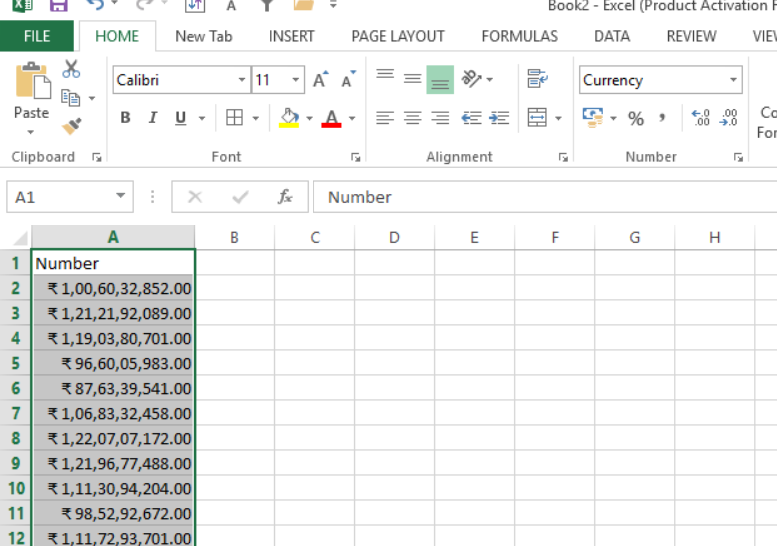 Book2 - Excel (Product Activation F
FILE HOME New Tab INSERT PAGE LAYOUT FORMULAS DATA REVIEW VIEW
Calibri 11 A A Currency
Paste B I U A % , .0 .00 .00 .0 Co
For
Clipboard Font Alignment Number
A1 fx Number
A B C D E F G H
1 Number
2 ₹ 1,00,60,32,852.00
3 ₹ 1,21,21,92,089.00
4 ₹ 1,19,03,80,701.00
5 ₹ 96,60,05,983.00
6 ₹ 87,63,39,541.00
7 ₹ 1,06,83,32,458.00
8 ₹ 1,22,07,07,172.00
9 ₹ 1,21,96,77,488.00
10 ₹ 1,11,30,94,204.00
11 ₹ 98,52,92,672.00
12 ₹ 1,11,72,93,701.00